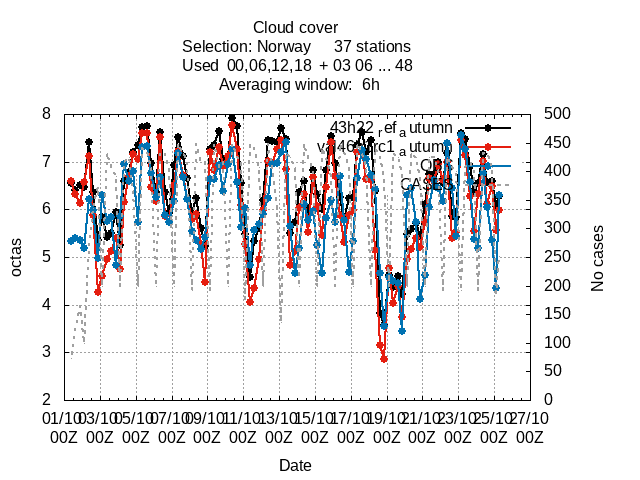 Cloud cover
Selection: Norway 37 stations
Used 00,06,12,18 + 03 06 ... 48
Averaging window: 6h
8
7
6
5
4
3
2
octas
500
450
400
350
300
250
200
150
100
50
0
No cases
43h22_ref_autumn
CASES
01/10 03/10 05/10 07/10 09/10 11/10 13/10 15/10 17/10 19/10 21/10 23/10 25/10 27/10
00Z 00Z 00Z 00Z 00Z 00Z 00Z 00Z 00Z 00Z 00Z 00Z 00Z 00Z
Date